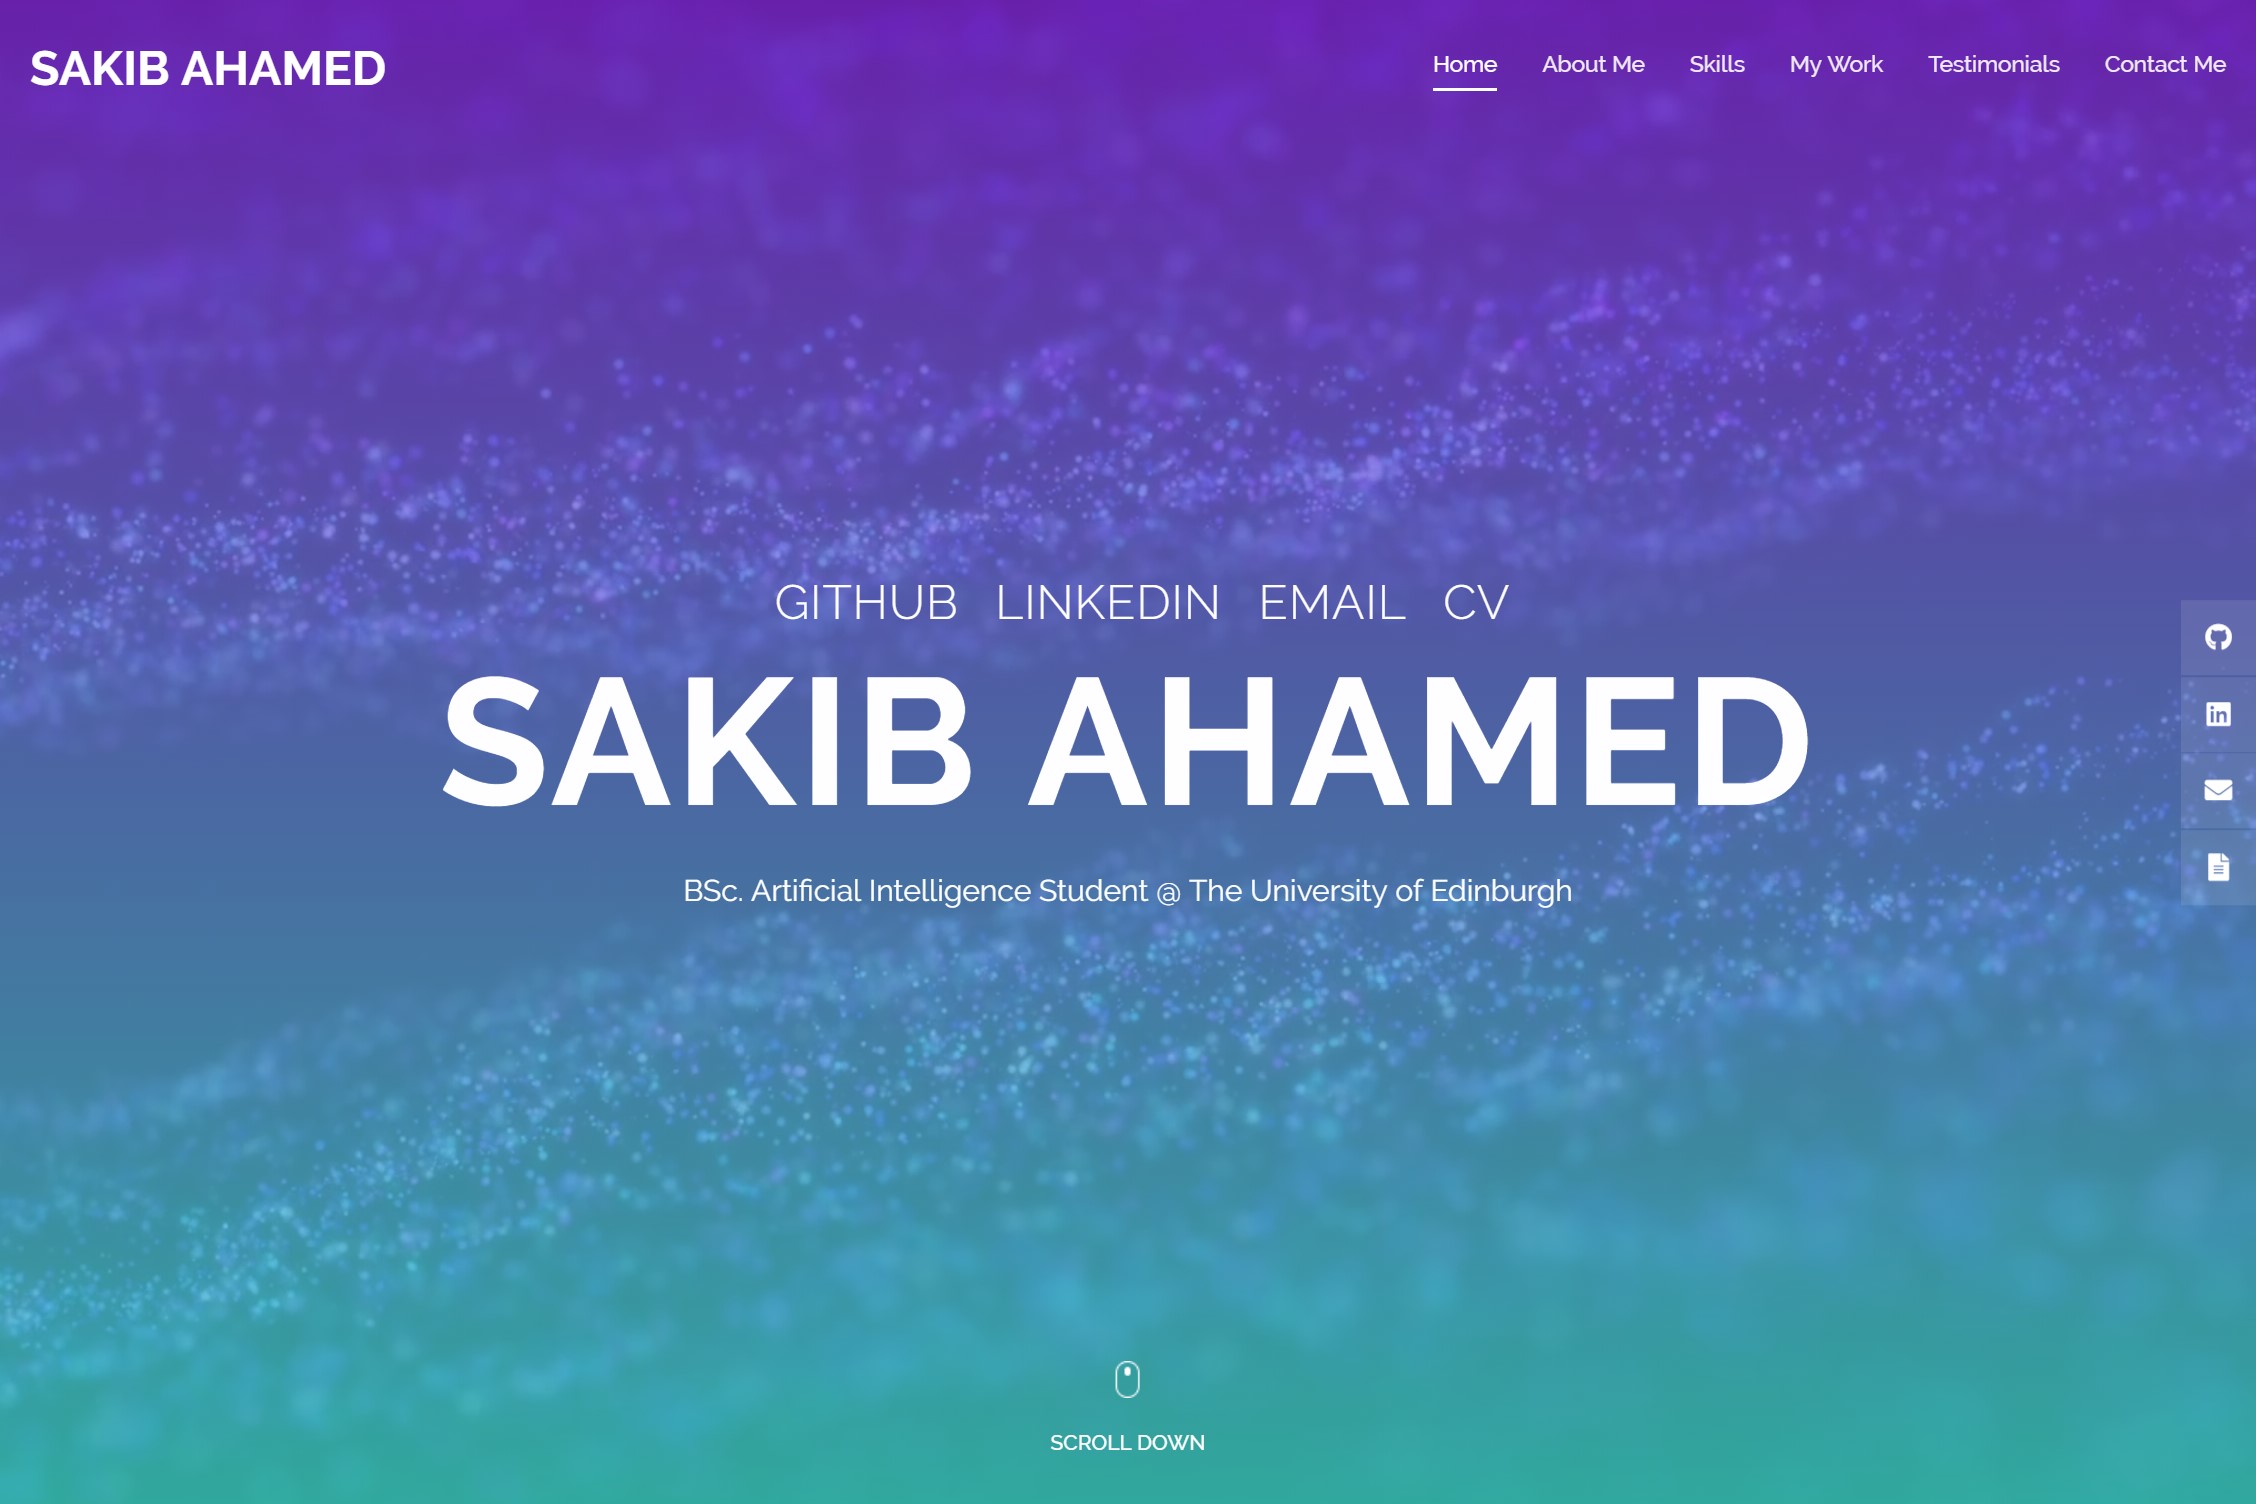 SAKIB AHAMED
Home About Me Skills My Work Testimonials Contact Me
GITHUB LINKEDIN EMAIL CV
SAKIB AHAMED
BSc. Artificial Intelligence Student @ The University of Edinburgh
SCROLL DOWN